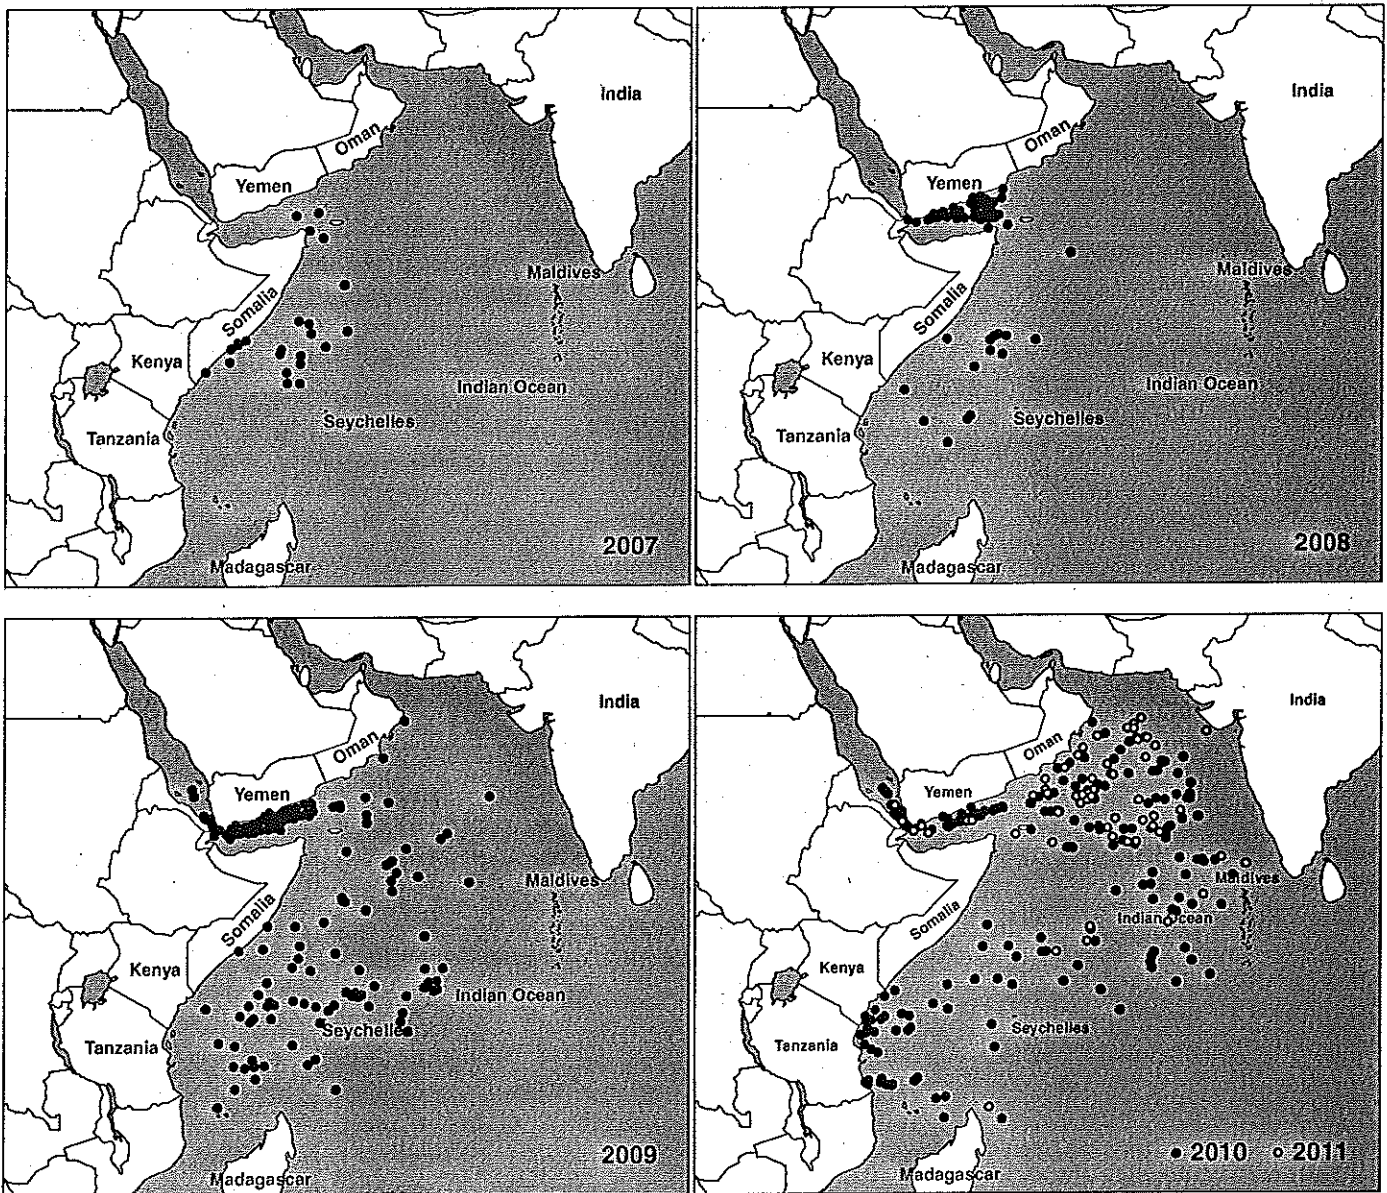 India
Oman
Yemen
Maldives
Somalia
Kenya
Indian Ocean
Seychelles
Tanzania
2007
Madagascar
India
Oman
Yemen
Maldives
Somalia
Kenya
Indian Ocean
Seychelles
Tanzania
2008
Madagascar
India
Oman
Yemen
Maldives
Somalia
Kenya
Indian Ocean
Seychelles
Tanzania
2009
Madagascar
India
Oman
Yemen
Maldives
Somalia
Indian Ocean
Kenya
Seychelles
Tanzania
2010 2011
Madagascar